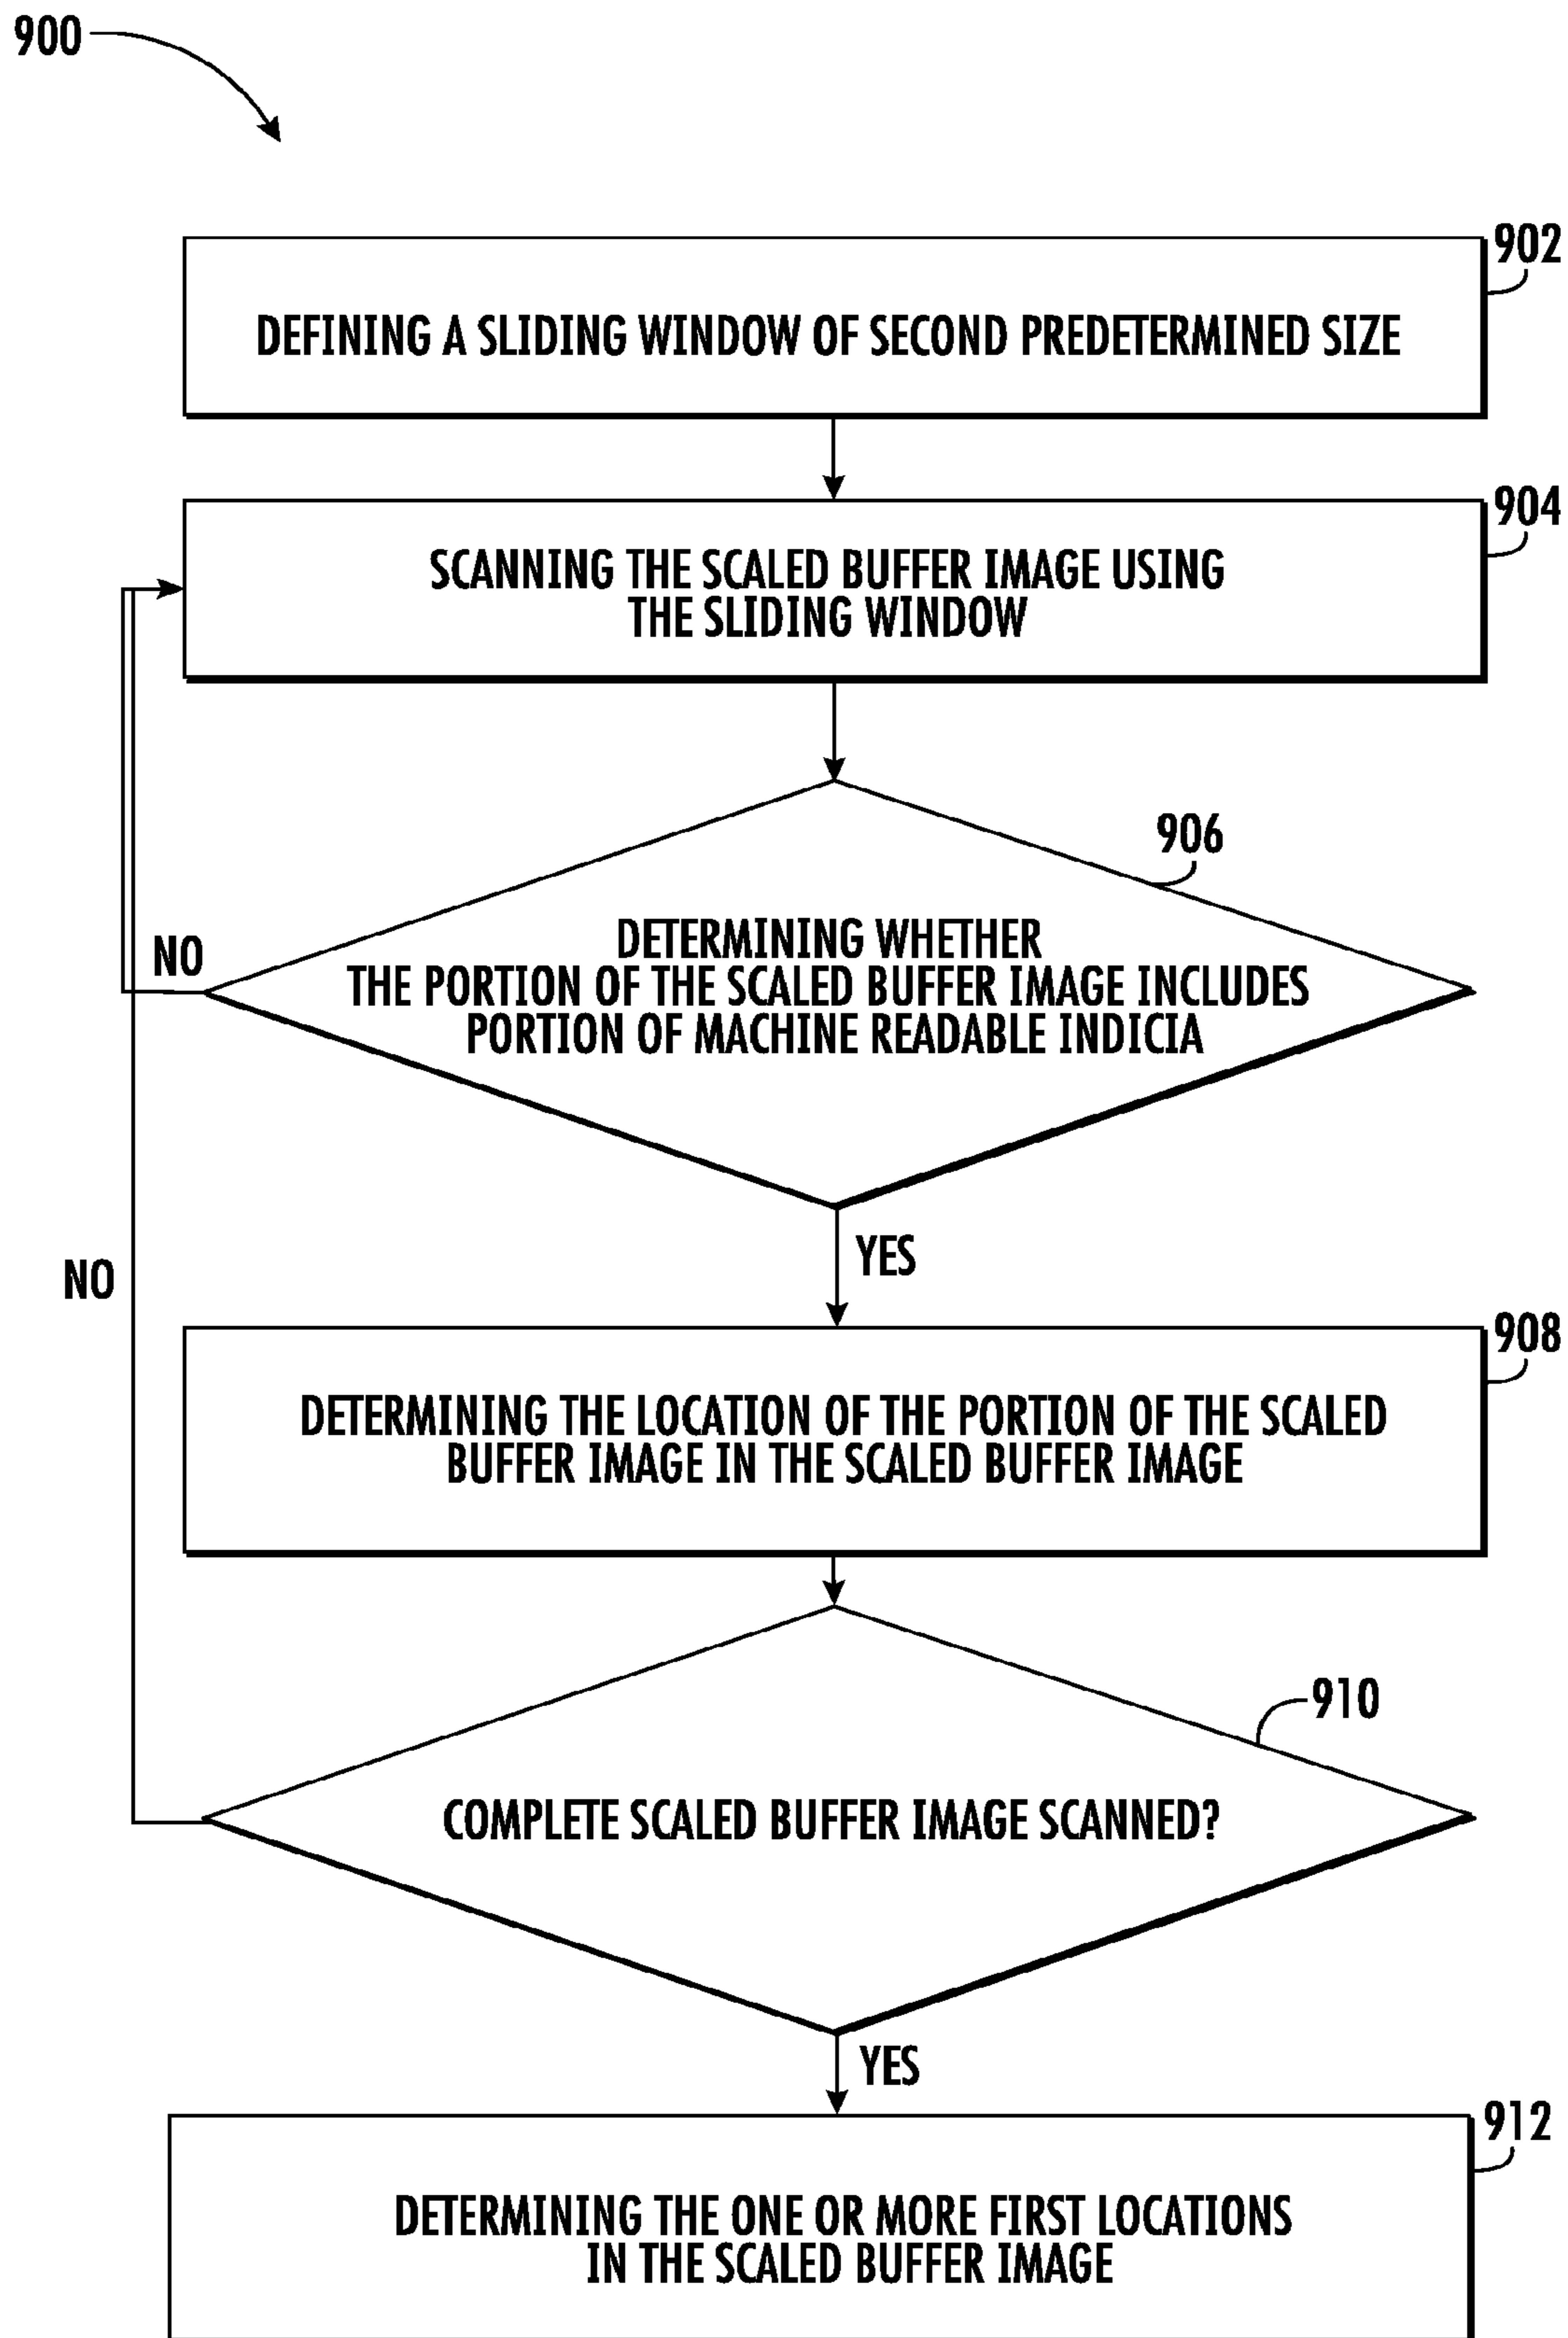 900
902
DEFINING A SLIDING WINDOW OF SECOND PREDETERMINED SIZE
904
SCANNING THE SCALED BUFFER IMAGE USING
THE SLIDING WINDOW
906
DETERMINING WHETHER
THE PORTION OF THE SCALED BUFFER IMAGE INCLUDES
PORTION OF MACHINE READABLE INDICIA
NO
YES
NO
908
DETERMINING THE LOCATION OF THE PORTION OF THE SCALED
BUFFER IMAGE IN THE SCALED BUFFER IMAGE
910
COMPLETE SCALED BUFFER IMAGE SCANNED?
YES
912
DETERMINING THE ONE OR MORE FIRST LOCATIONS
IN THE SCALED BUFFER IMAGE